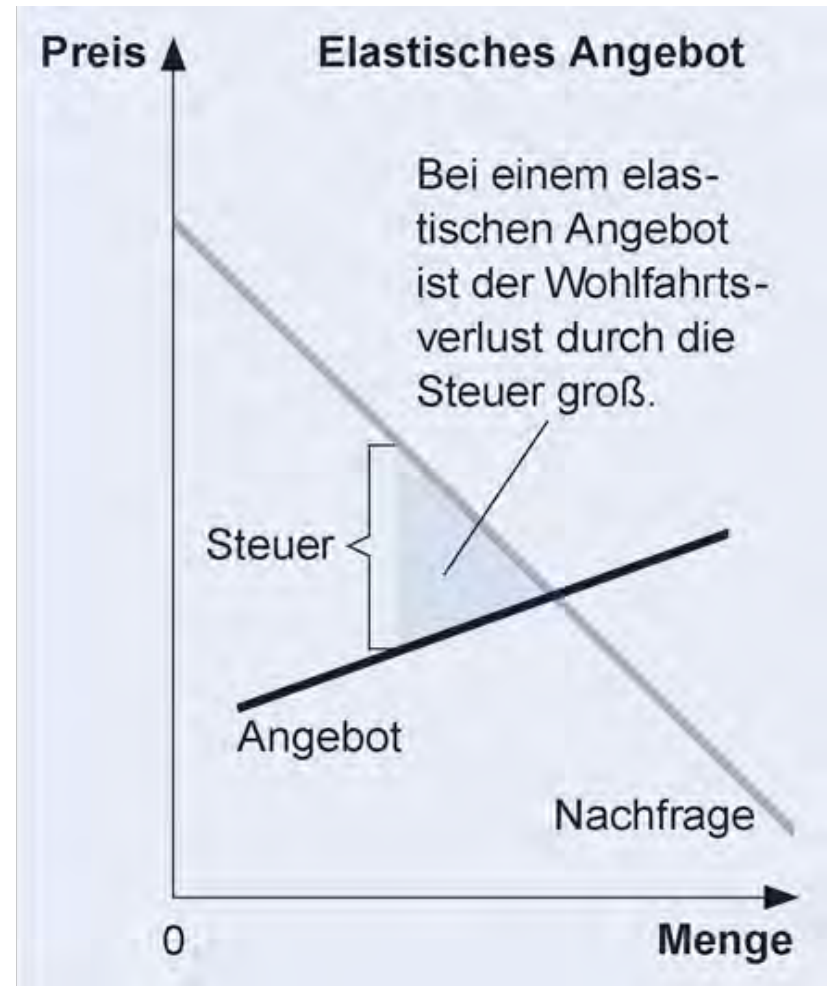 Preis
Elastisches Angebot
Bei einem elas-
tischen Angebot
ist der Wohlfahrts-
verlust durch die
Steuer groß.
Steuer
Angebot
Nachfrage
0
Menge